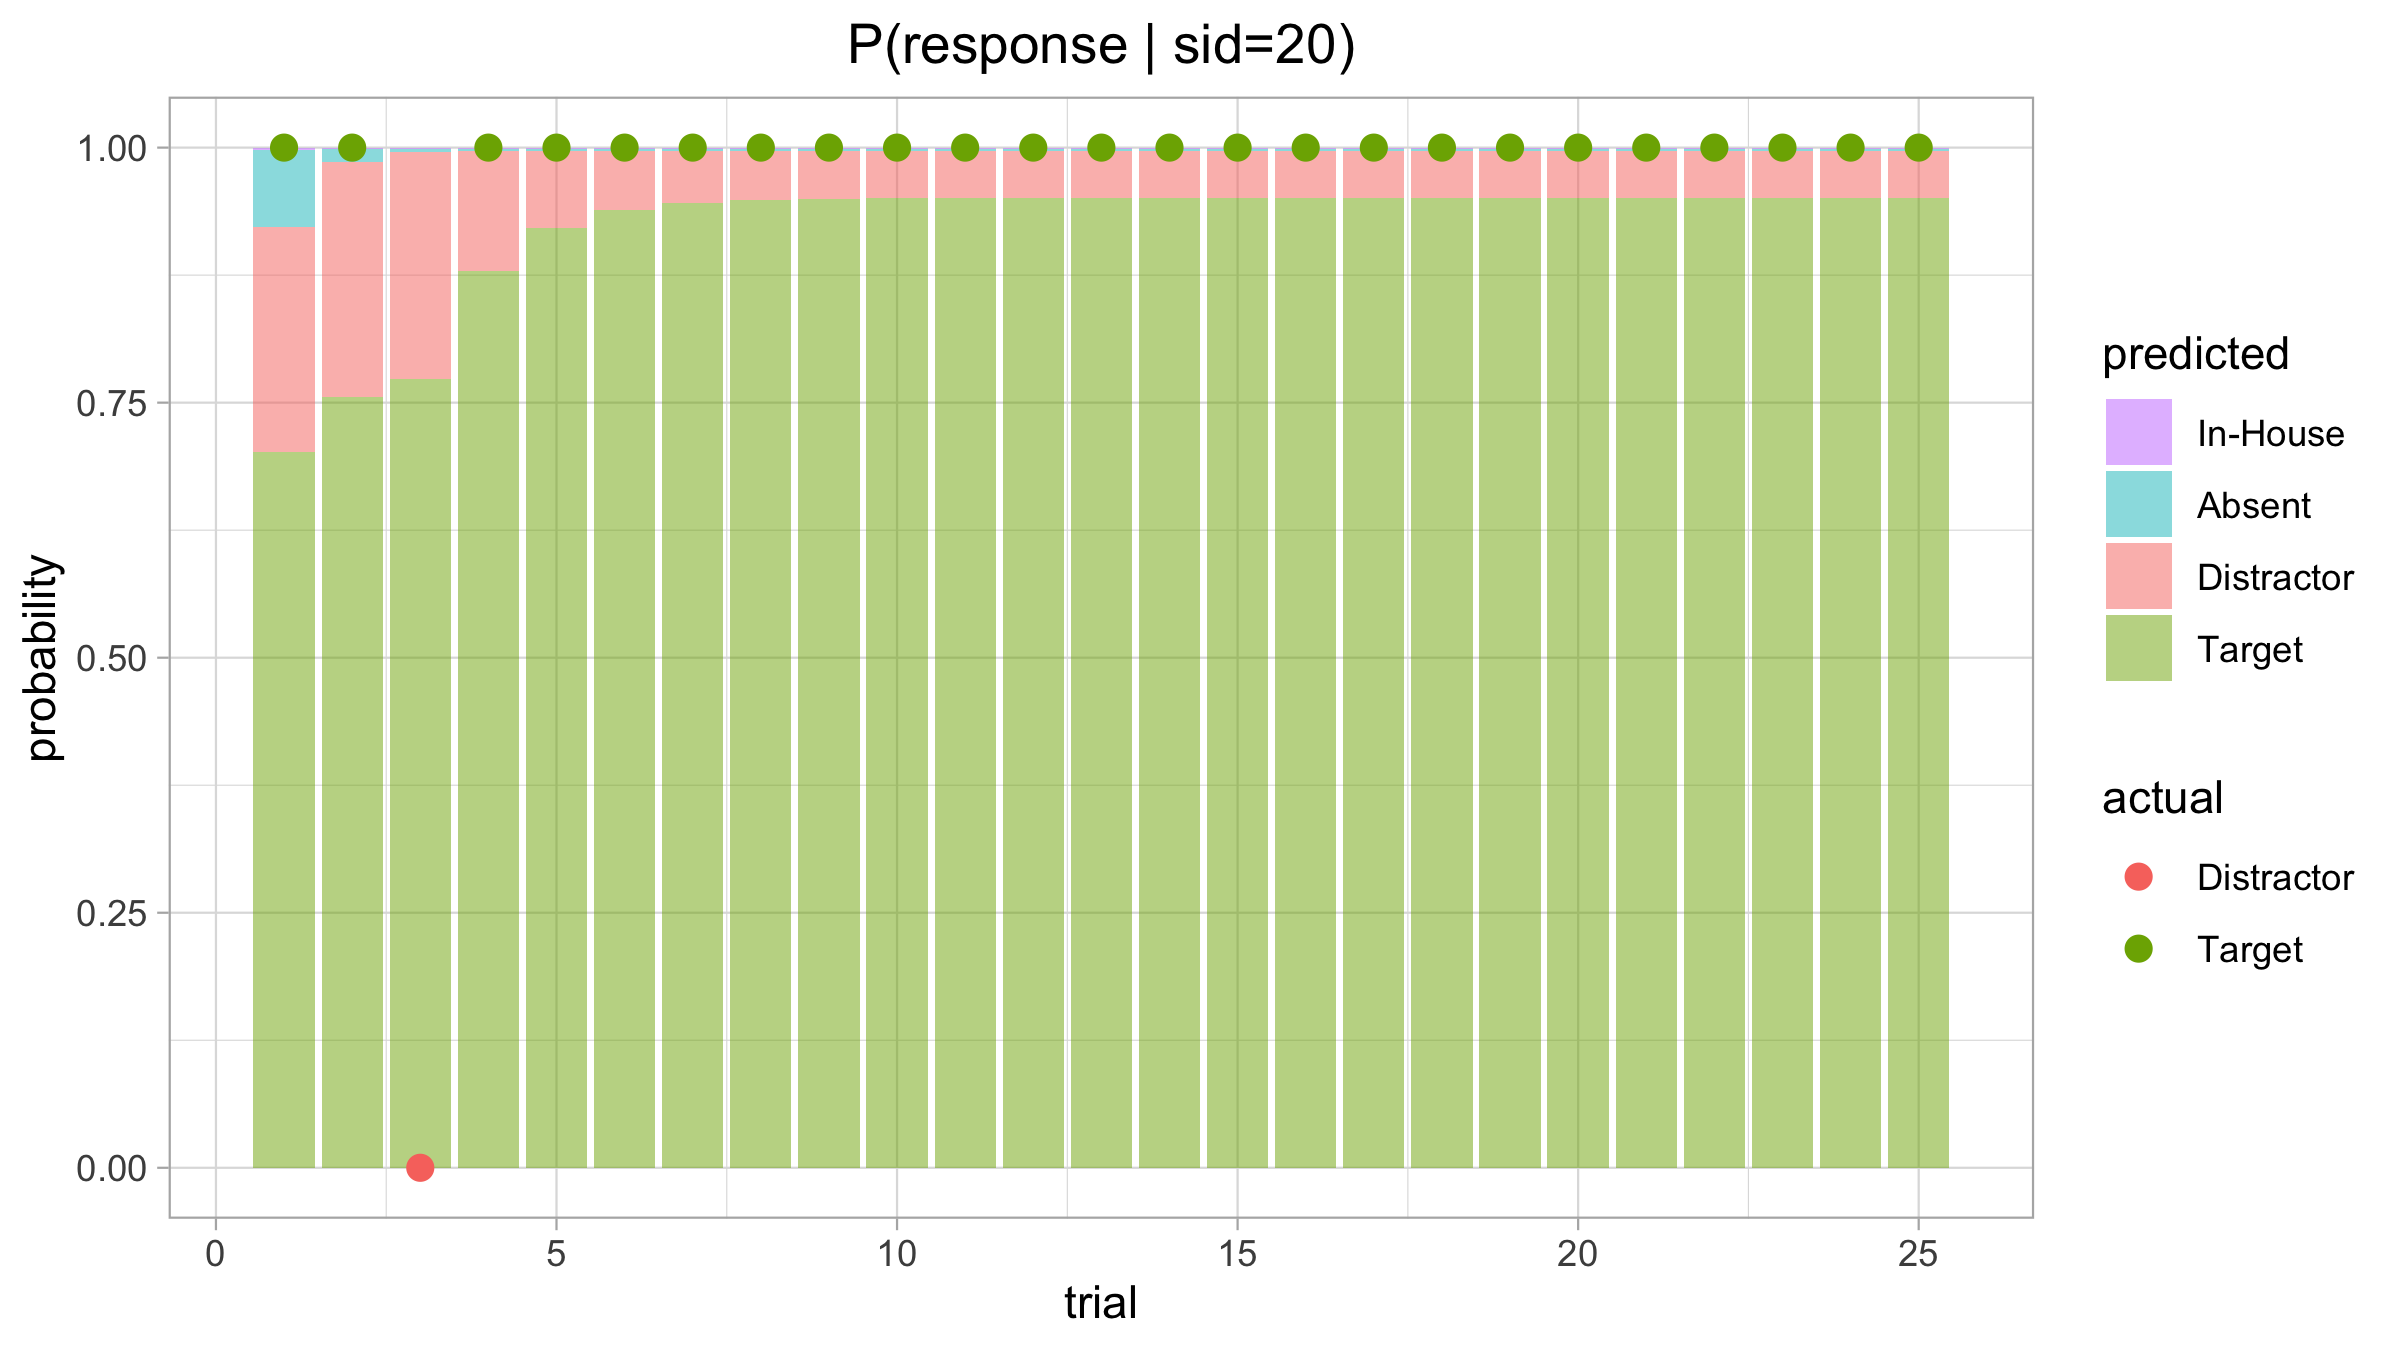 P(response | sid=20)
probability
1.00
0.75
0.50
0.25
0.00
0 5 10 15 20 25
trial
predicted
In-House
Absent
Distractor
Target
actual
Distractor
Target